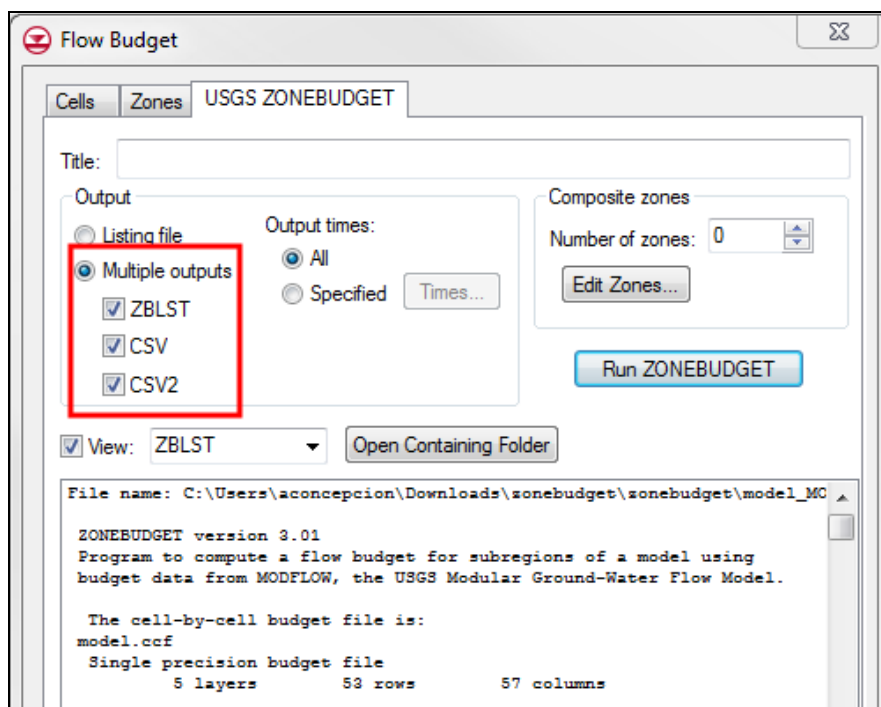 Flow Budget
Cells Zones USGS ZONEBUDGET
Title:
Output
Listing file
Multiple outputs
ZBLST
CSV
CSV2
Output times:
All
Specified Times...
Composite zones
Number of zones: 0
Edit Zones...
Run ZONEBUDGET
View: ZBLST Open Containing Folder
File name: C:\Users\aconcepcion\Downloads\zonebudget\zonebudget\model_MO
ZONEBUDGET version 3.01
Program to compute a flow budget for subregions of a model using
budget data from MODFLOW, the USGS Modular Ground-Water Flow Model.
The cell-by-cell budget file is:
model.ccf
Single precision budget file
5 layers 53 rows 57 columns